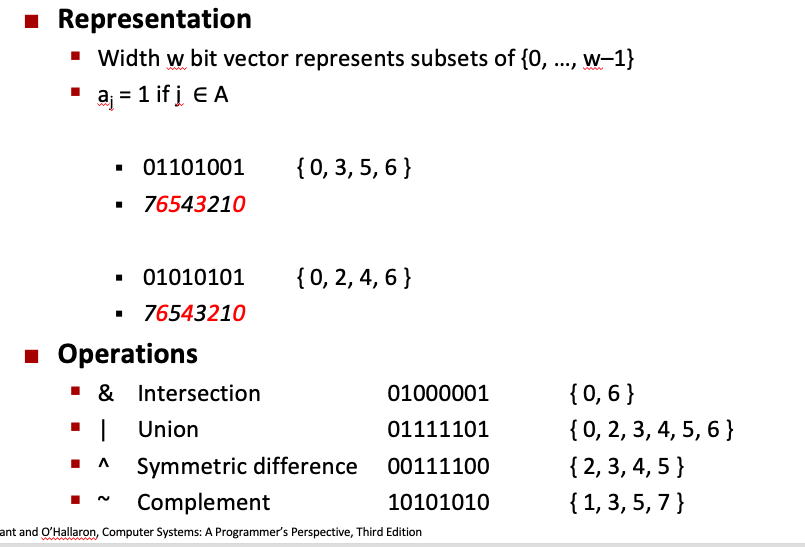 Representation
Width w bit vector represents subsets of {0, …, w–1}
aj = 1 if j ∈ A
01101001 { 0, 3, 5, 6 }
76543210
01010101 { 0, 2, 4, 6 }
76543210
Operations
& Intersection 01000001 { 0, 6 }
| Union 01111101 { 0, 2, 3, 4, 5, 6 }
^ Symmetric difference 00111100 { 2, 3, 4, 5 }
~ Complement 10101010 { 1, 3, 5, 7 }
ant and O'Hallaron, Computer Systems: A Programmer's Perspective, Third Edition